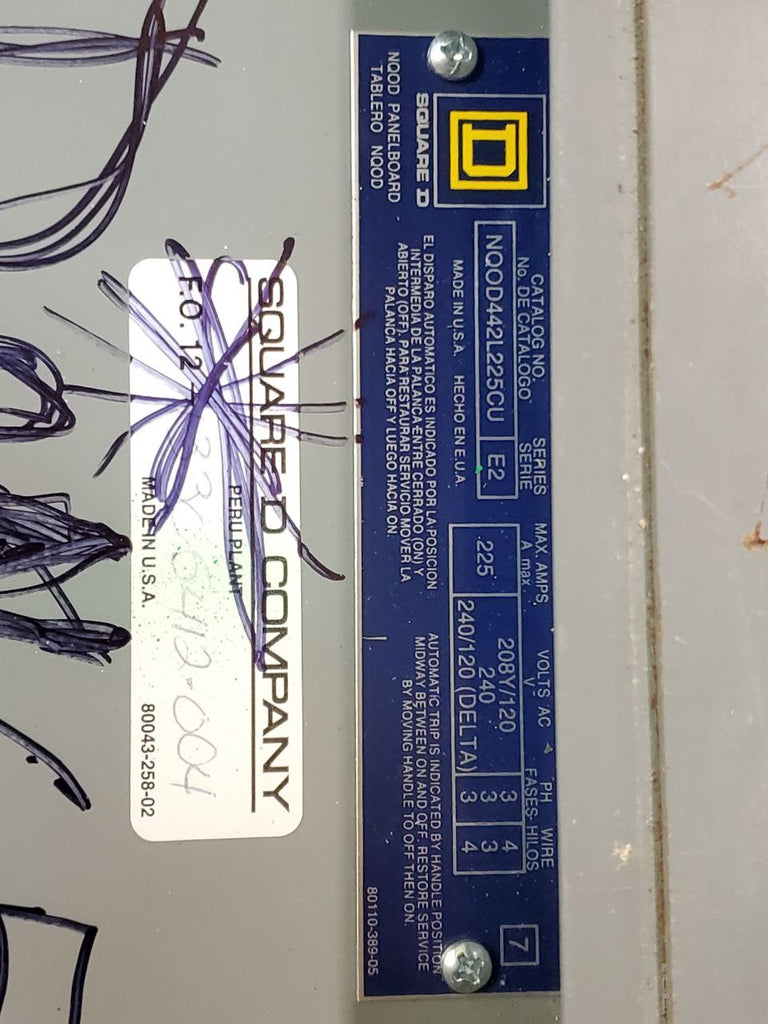 D
SQUARE D
NQOD PANELBOARD
TABLERO NQOD
CATALOG NO.
No. DE CATALOGO
SERIES
SERIE
NQOD442L225CU
E2
MADE IN U.S.A. HECHO EN E.U.A.
EL DISPARO AUTOMATICO ES INDICADO POR LA POSICION
INTERMEDIA DE LA PALANCA ENTRE CERRADO (ON) Y
ABIERTO (OFF). PARA RESTAURAR SERVICIO MOVER LA
PALANCA HACIA OFF Y LUEGO HACIA ON.
MAX. AMPS
A max.
VOLTS AC
V
PH WIRE
FASES HILOS
225
208Y/120 3 4
240 3 3
240/120 (DELTA) 3 4
7
AUTOMATIC TRIP IS INDICATED BY HANDLE POSITION
MIDWAY BETWEEN ON AND OFF. RESTORE SERVICE
BY MOVING HANDLE TO OFF THEN ON.
80110-389-05
SQUARE D COMPANY
PERU PLANT
F.O. 12
MADE IN U.S.A.
80043-258-02